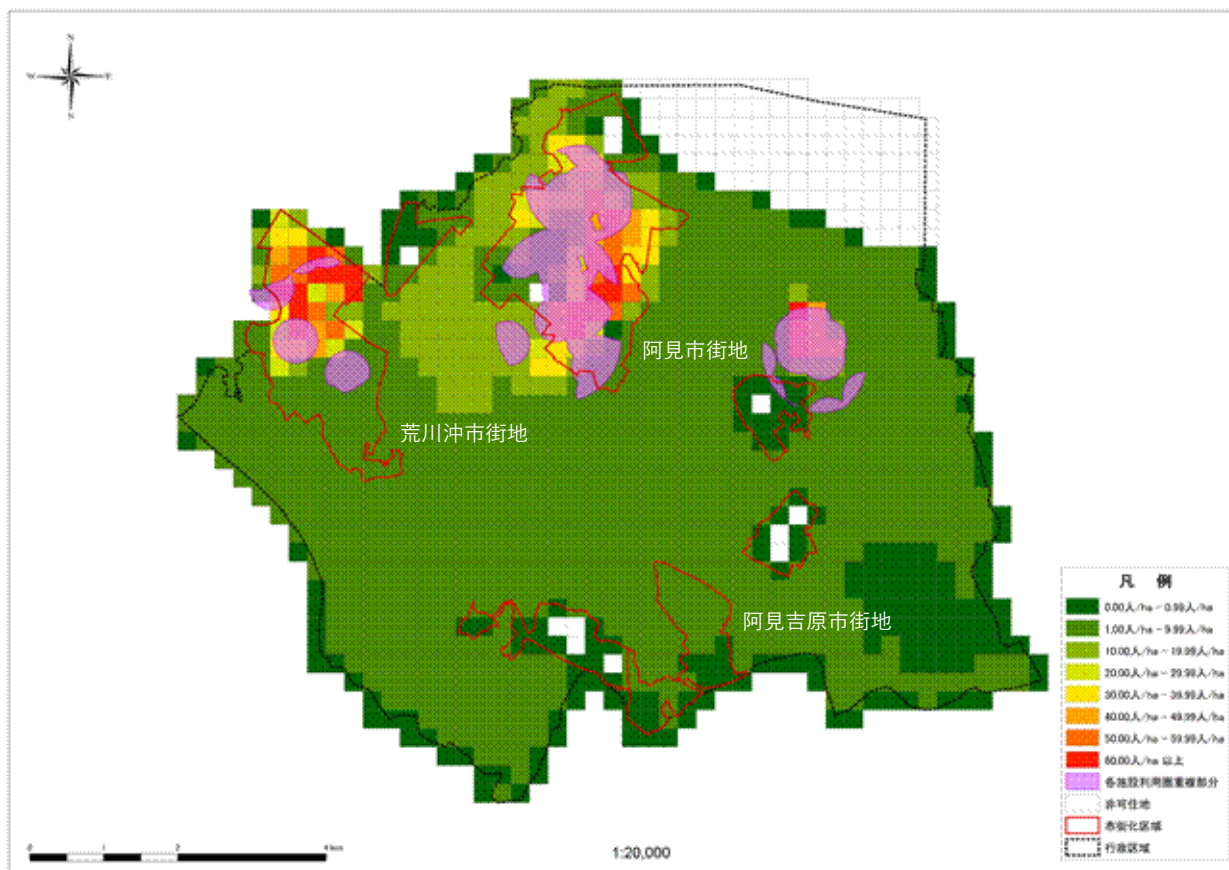 N
W E
阿見市街地
荒川沖市街地
阿見吉原市街地
凡 例
0.00人/ha - 0.99人/ha
1.00人/ha - 9.99人/ha
10.00人/ha - 19.99人/ha
20.00人/ha - 29.99人/ha
30.00人/ha - 39.99人/ha
40.00人/ha - 49.99人/ha
50.00人/ha - 59.99人/ha
60.00人/ha 以上
各施設利用圏重複部分
非可住地
市街化区域
行政区域
0 1 2 4 km
1:20,000